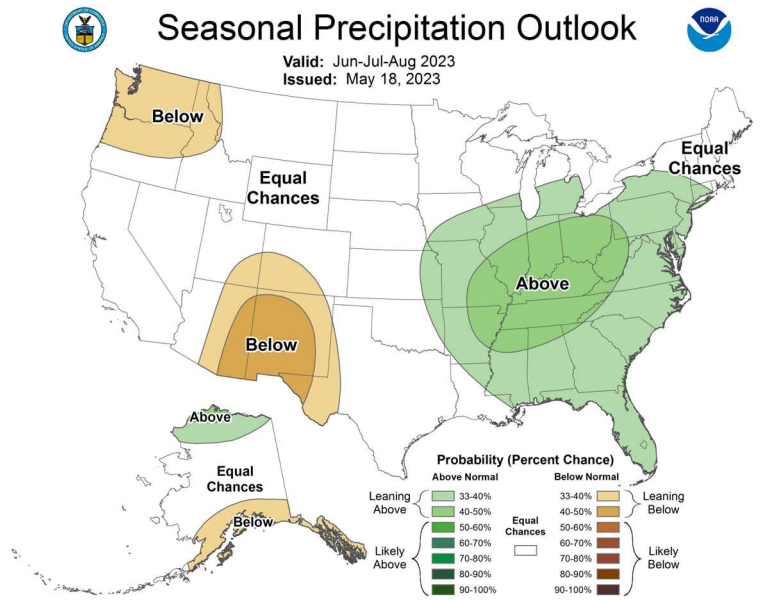 Seasonal Precipitation Outlook
NOAA
Valid: Jun-Jul-Aug 2023
Issued: May 18, 2023
Below
Equal
Chances
Equal
Chances
Above
Below
Above
Equal
Chances
Below
Probability (Percent Chance)
Above Normal
Below Normal
Leaning
Above
33-40%
40-50%
Likely
Above
50-60%
60-70%
70-80%
80-90%
90-100%
Equal
Chances
33-40%
40-50%
Leaning
Below
50-60%
60-70%
70-80%
80-90%
90-100%
Likely
Below